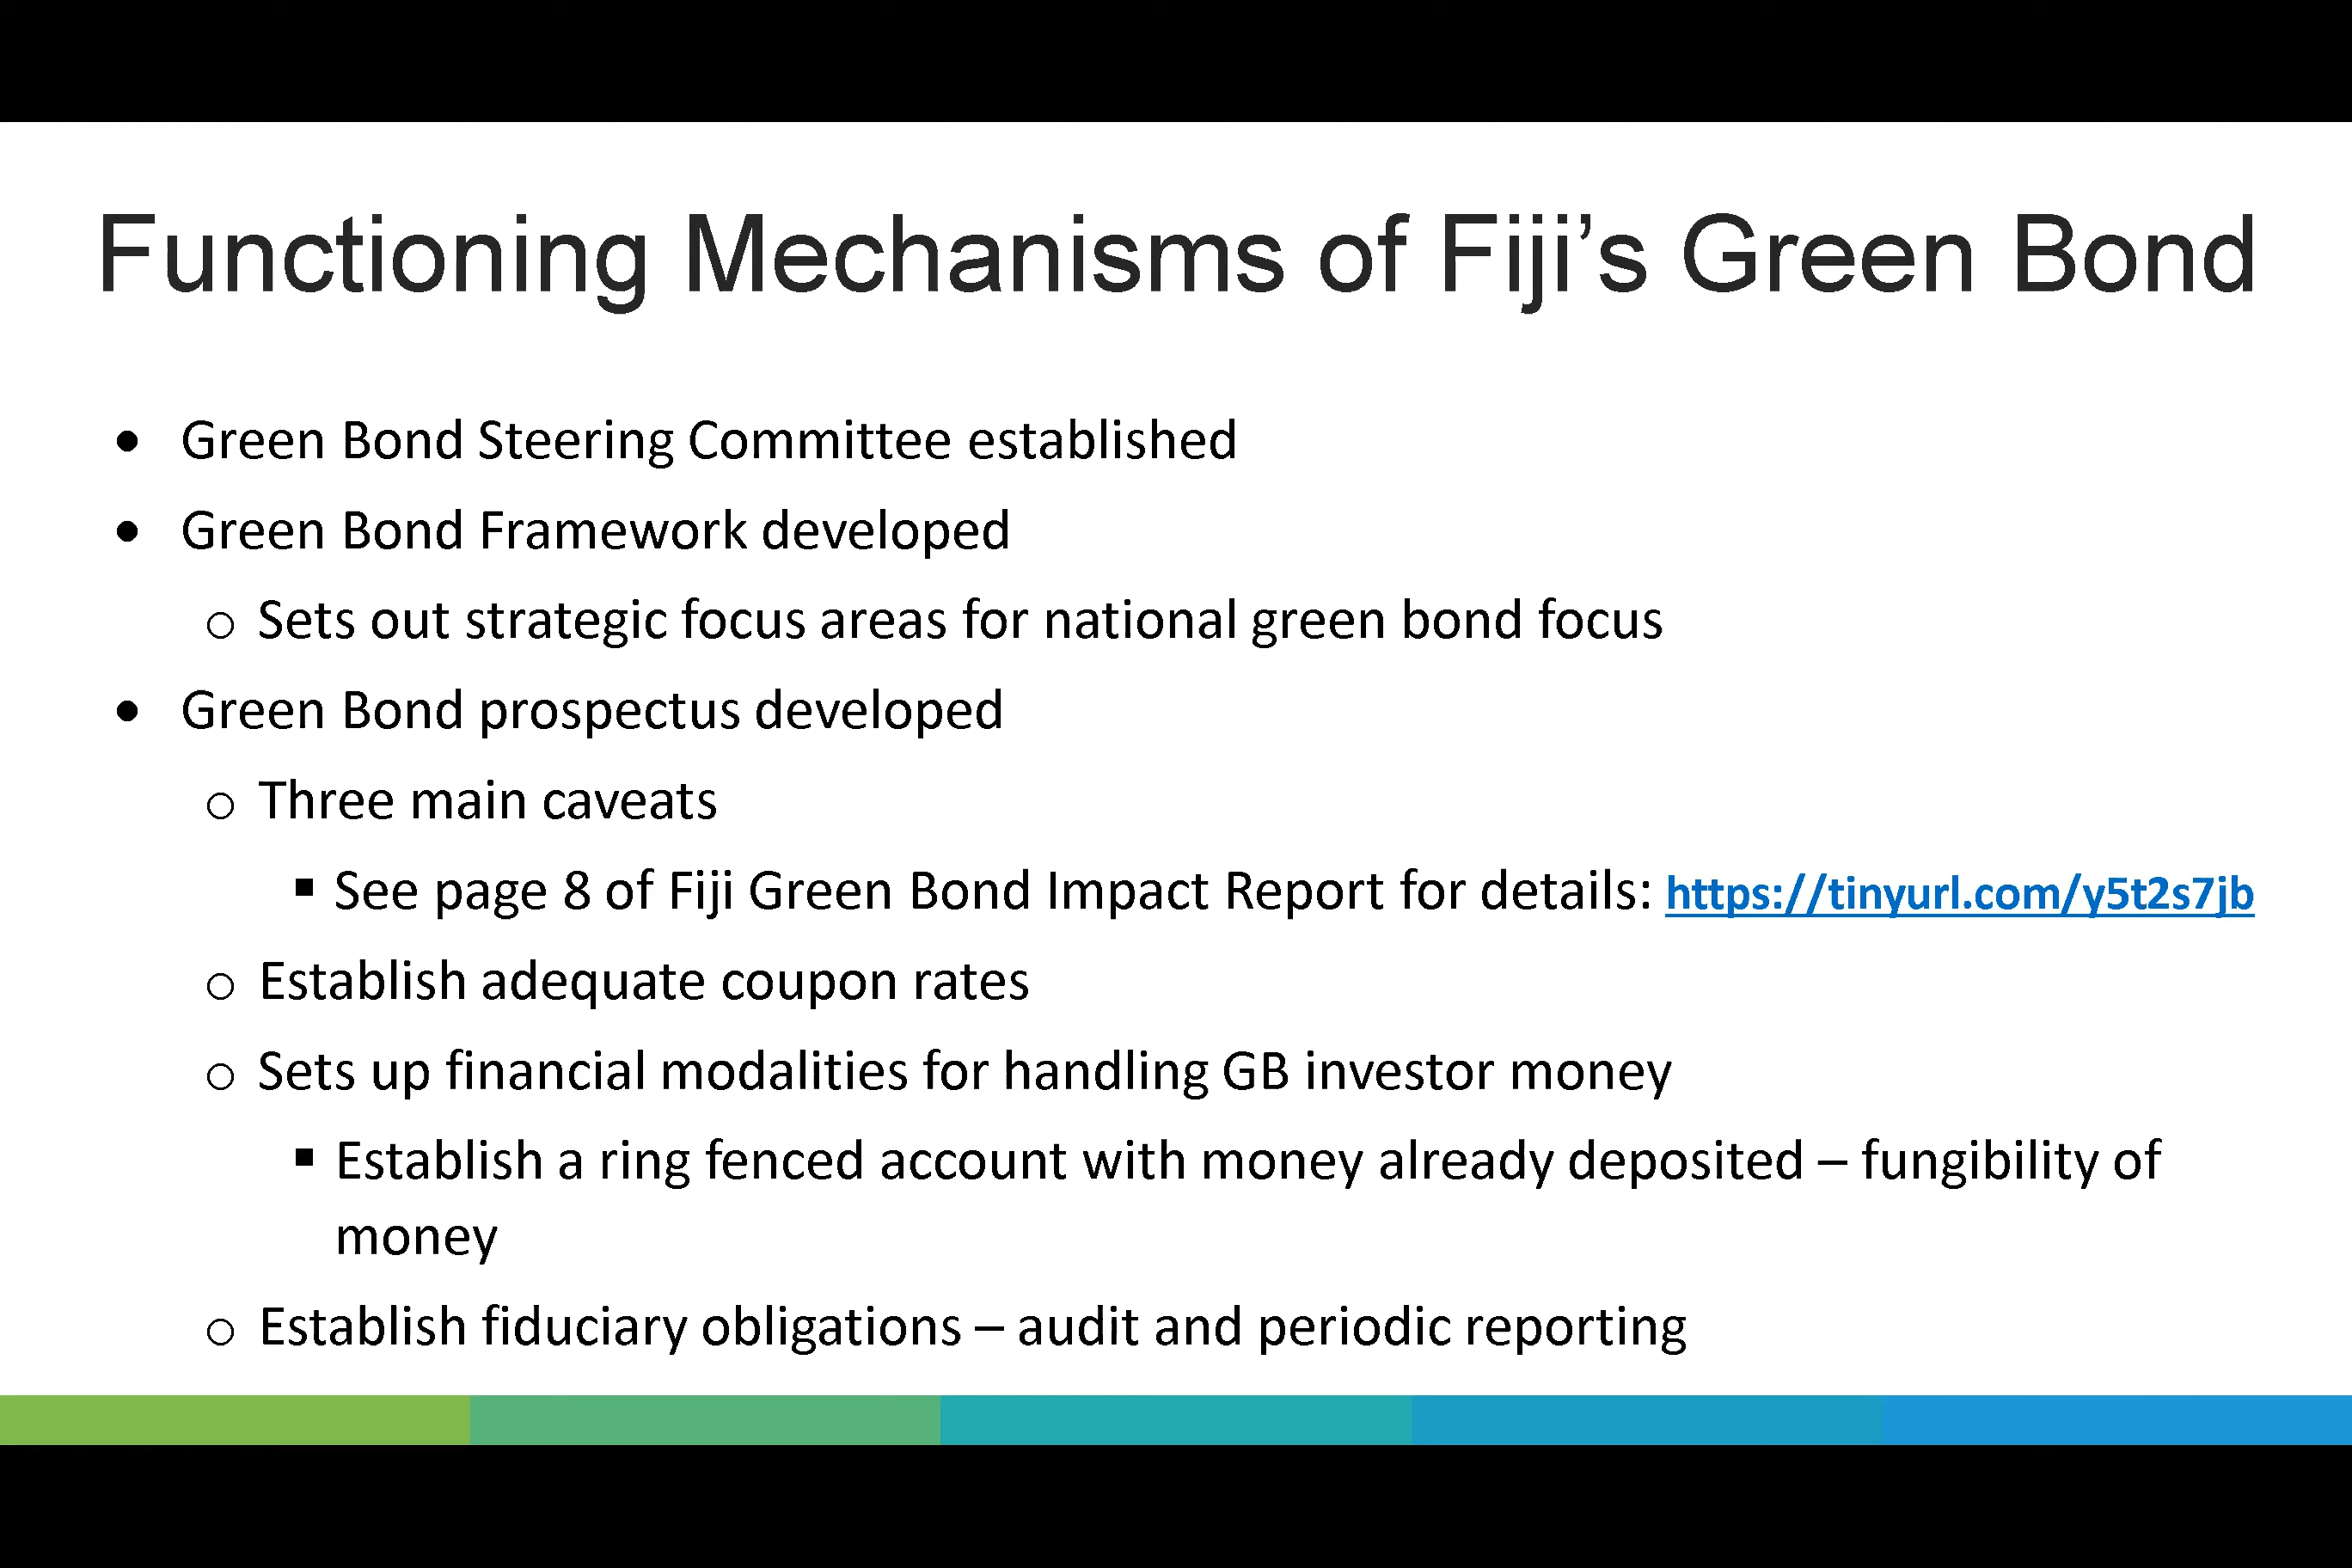 Functioning Mechanisms of Fiji’s Green Bond
• Green Bond Steering Committee established
• Green Bond Framework developed
o Sets out strategic focus areas for national green bond focus
• Green Bond prospectus developed
o Three main caveats
▪ See page 8 of Fiji Green Bond Impact Report for details: https://tinyurl.com/y5t2s7jb
o Establish adequate coupon rates
o Sets up financial modalities for handling GB investor money
▪ Establish a ring fenced account with money already deposited – fungibility of
money
o Establish fiduciary obligations – audit and periodic reporting